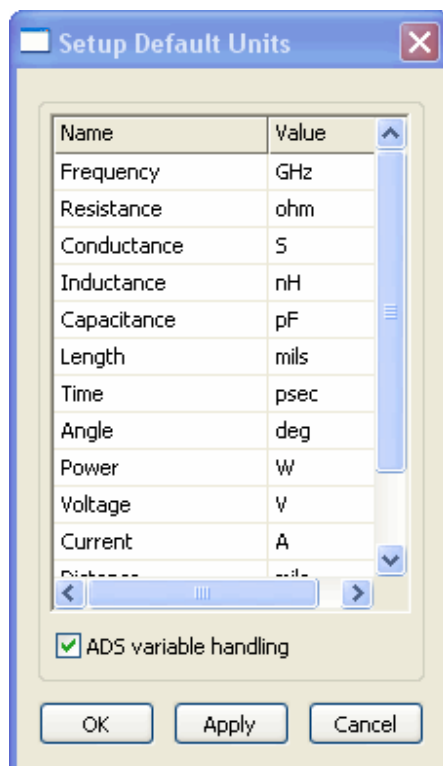 Setup Default Units
Name Value
Frequency GHz
Resistance ohm
Conductance S
Inductance nH
Capacitance pF
Length mils
Time psec
Angle deg
Power W
Voltage V
Current A
ADS variable handling
OK Apply Cancel